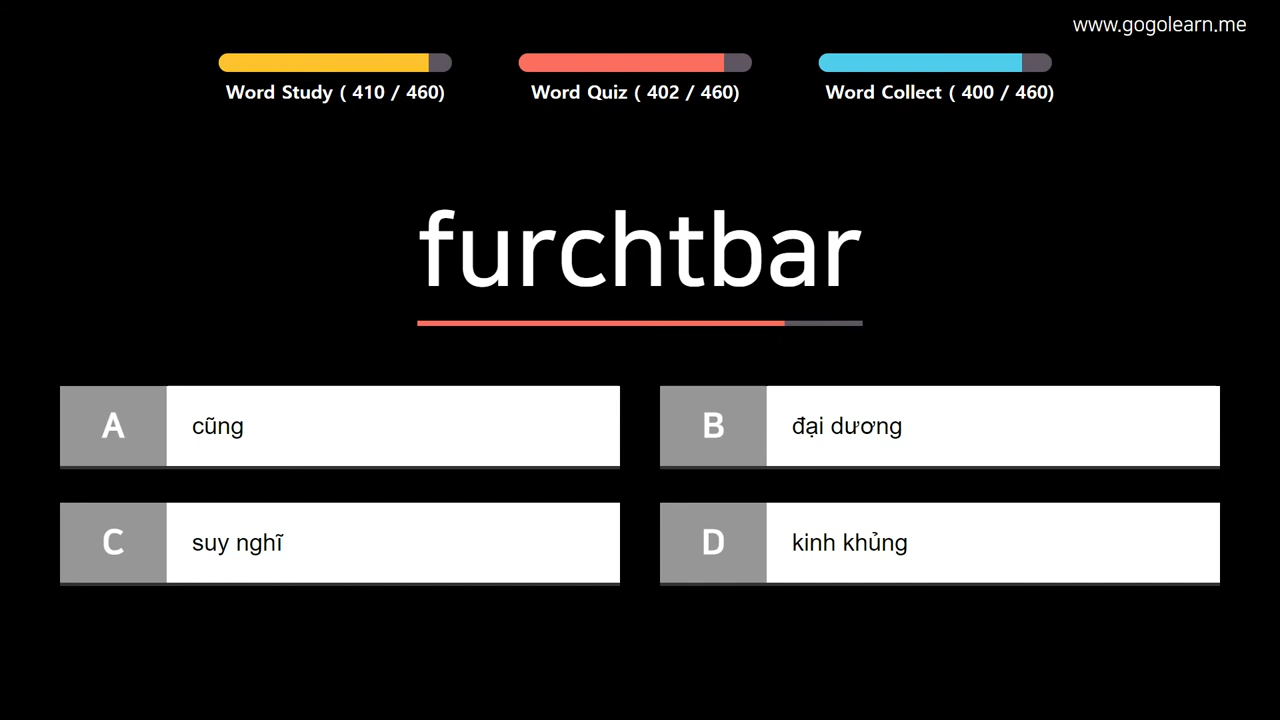 www.gogolearn.me
Word Study ( 410 / 460)
Word Quiz ( 402 / 460)
Word Collect ( 400 / 460)
furchtbar
A cũng
B đại dương
C suy nghĩ
D kinh khủng